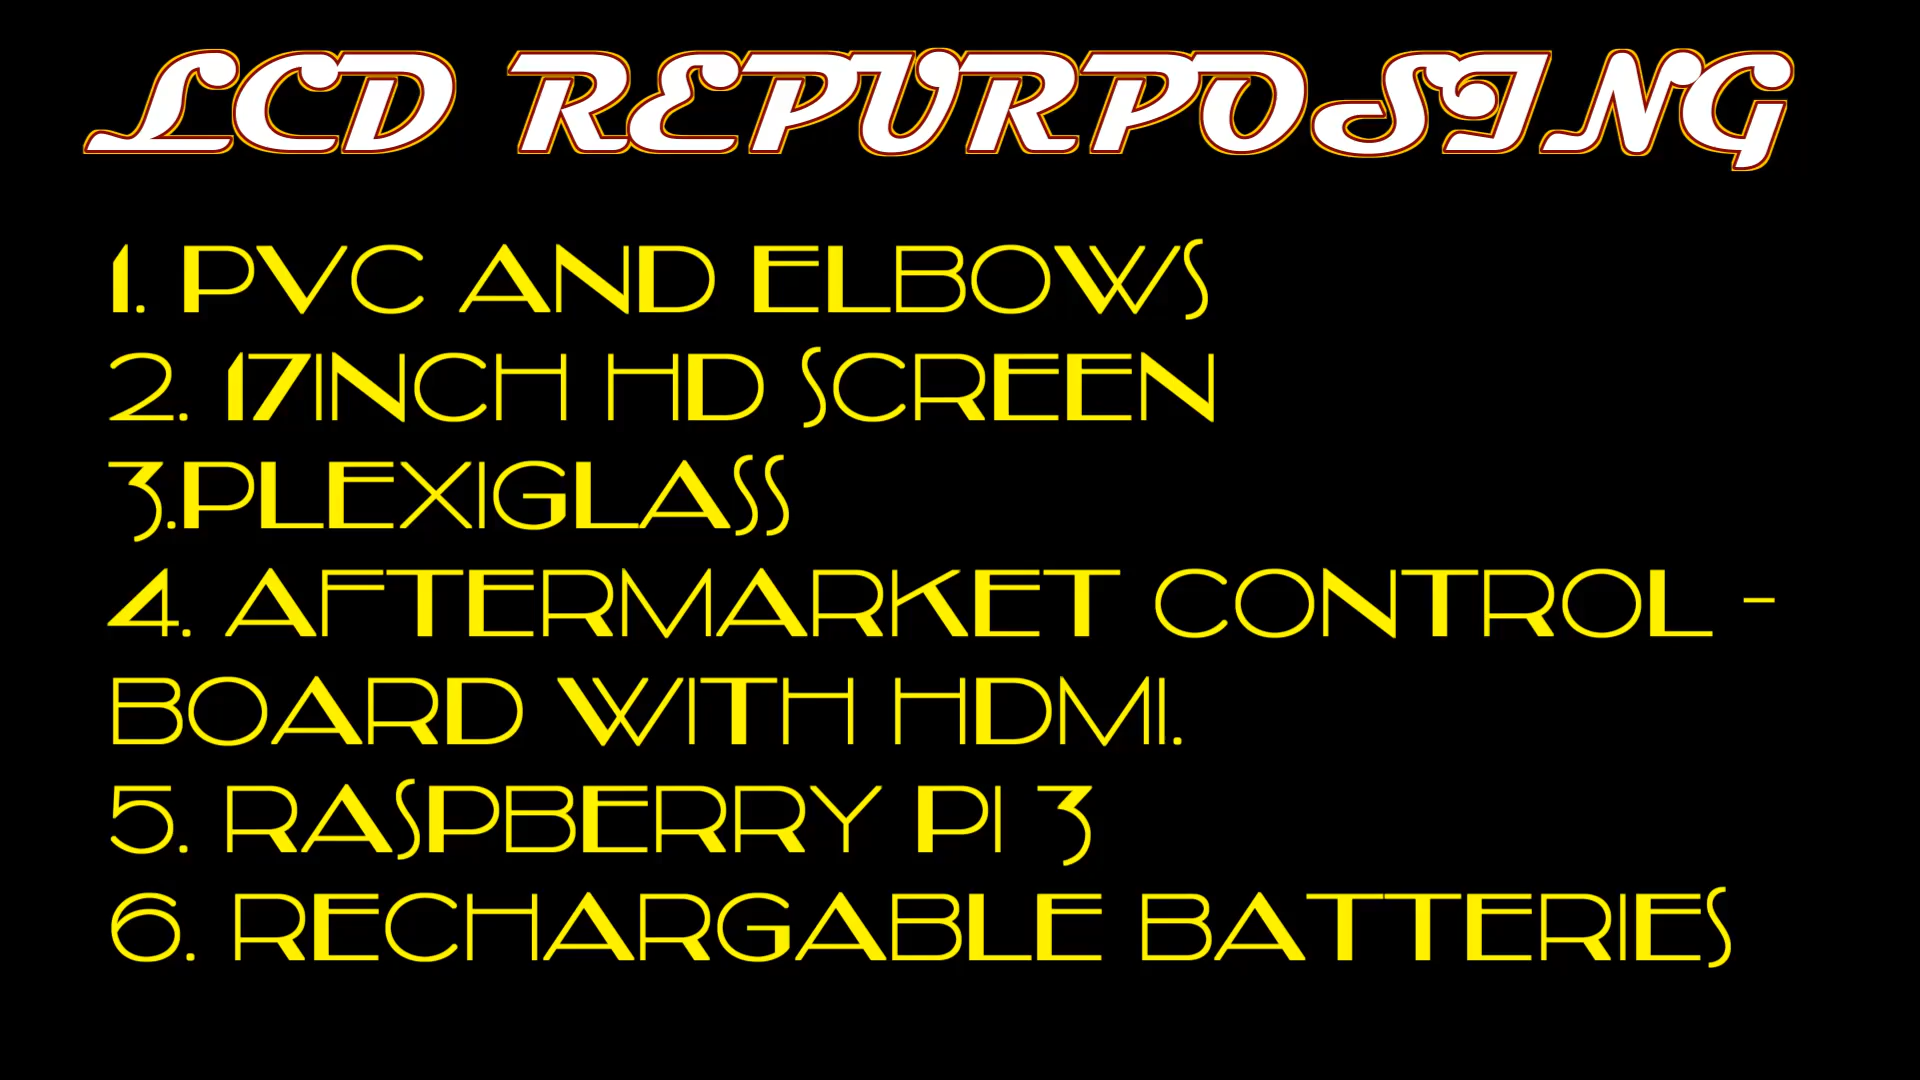 LCD REPURPOSING
1. PVC AND ELBOWS
2. 17INCH HD SCREEN
3.PLEXIGLASS
4. AFTERMARKET CONTROL -
BOARD WITH HDMI.
5. RASPBERRY PI 3
6. RECHARGABLE BATTERIES